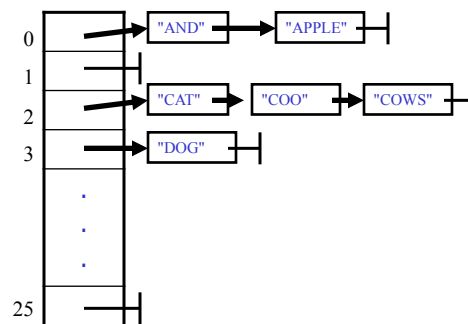 0 "AND" "APPLE"
1
2 "CAT" "COO" "COWS"
3 "DOG"
.
.
.
25